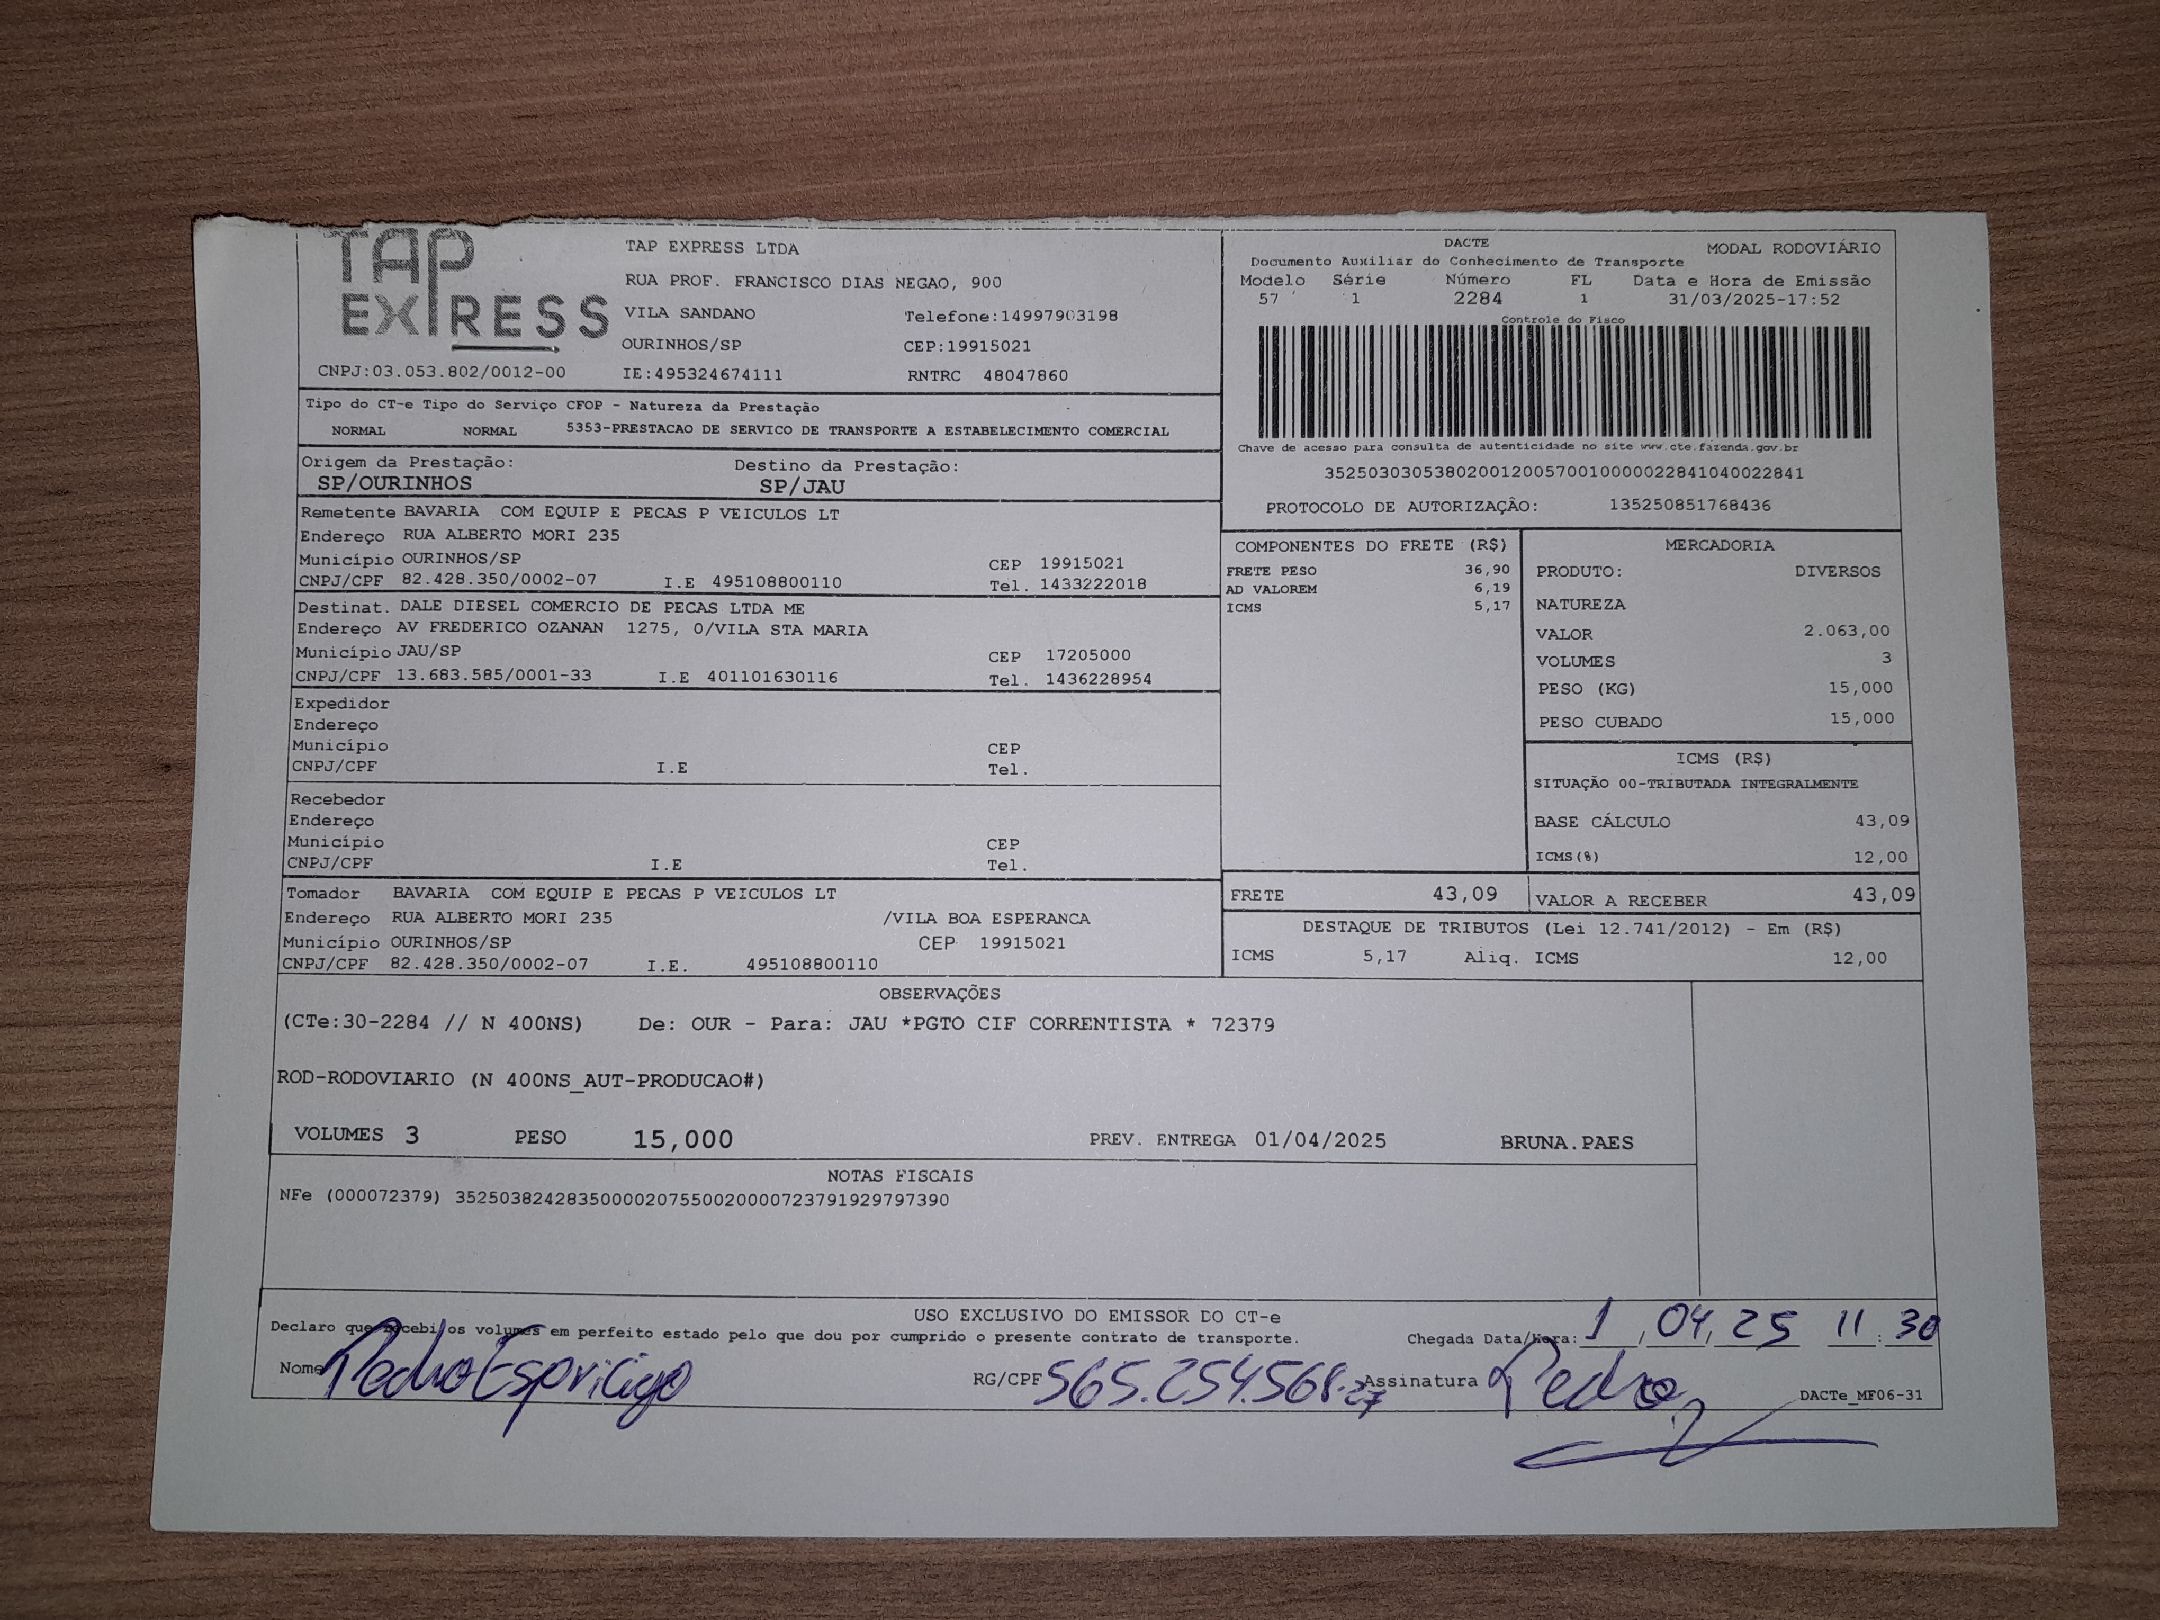 TAP EXPRESS
TAP EXPRESS LTDA
RUA PROF. FRANCISCO DIAS NEGAO, 900
VILA SANDANO Telefone:14997903198
OURINHOS/SP CEP:19915021
CNPJ:03.053.802/0012-00 IE:495324674111 RNTRC 48047860
DACTE MODAL RODOVIÁRIO
Documento Auxiliar do Conhecimento de Transporte
Modelo Série Número FL Data e Hora de Emissão
57 1 2284 1 31/03/2025-17:52
Controle do Fisco
Chave de acesso para consulta de autenticidade no site www.cte.fazenda.gov.br
35250303053802001200570010000022841040022841
PROTOCOLO DE AUTORIZAÇÃO: 135250851768436
Tipo do CT-e Tipo do Serviço CFOP - Natureza da Prestação
NORMAL NORMAL 5353-PRESTACAO DE SERVICO DE TRANSPORTE A ESTABELECIMENTO COMERCIAL
Origem da Prestação: Destino da Prestação:
SP/OURINHOS SP/JAU
Remetente BAVARIA COM EQUIP E PECAS P VEICULOS LT
Endereço RUA ALBERTO MORI 235
Município OURINHOS/SP CEP 19915021
CNPJ/CPF 82.428.350/0002-07 I.E 495108800110 Tel. 1433222018
Destinat. DALE DIESEL COMERCIO DE PECAS LTDA ME
Endereço AV FREDERICO OZANAN 1275, 0/VILA STA MARIA
Município JAU/SP CEP 17205000
CNPJ/CPF 13.683.585/0001-33 I.E 401101630116 Tel. 1436228954
Expedidor
Endereço
Município CEP
CNPJ/CPF I.E Tel.
Recebedor
Endereço
Município CEP
CNPJ/CPF I.E Tel.
Tomador BAVARIA COM EQUIP E PECAS P VEICULOS LT
Endereço RUA ALBERTO MORI 235 /VILA BOA ESPERANCA
Município OURINHOS/SP CEP 19915021
CNPJ/CPF 82.428.350/0002-07 I.E. 495108800110
COMPONENTES DO FRETE (R$)
FRETE PESO 36,90
AD VALOREM 6,19
ICMS 5,17
MERCADORIA
PRODUTO: DIVERSOS
NATUREZA
VALOR 2.063,00
VOLUMES 3
PESO (KG) 15,000
PESO CUBADO 15,000
ICMS (R$)
SITUAÇÃO 00-TRIBUTADA INTEGRALMENTE
BASE CÁLCULO 43,09
ICMS(%) 12,00
FRETE 43,09 VALOR A RECEBER 43,09
DESTAQUE DE TRIBUTOS (Lei 12.741/2012) - Em (R$)
ICMS 5,17 Aliq. ICMS 12,00
OBSERVAÇÕES
(CTe:30-2284 // N 400NS) De: OUR - Para: JAU *PGTO CIF CORRENTISTA * 72379
ROD-RODOVIARIO (N 400NS_AUT-PRODUCAO#)
VOLUMES 3 PESO 15,000 PREV. ENTREGA 01/04/2025 BRUNA.PAES
NOTAS FISCAIS
NFe (000072379) 35250382428350000207550020000723791929797390
USO EXCLUSIVO DO EMISSOR DO CT-e
Declaro que recebi os volumes em perfeito estado pelo que dou por cumprido o presente contrato de transporte. Chegada Data/Hora: 1,04,25 11:30
Nome Pedro Espricigo RG/CPF 565.254.568-27 Assinatura Pedro DACTe_MF06-31